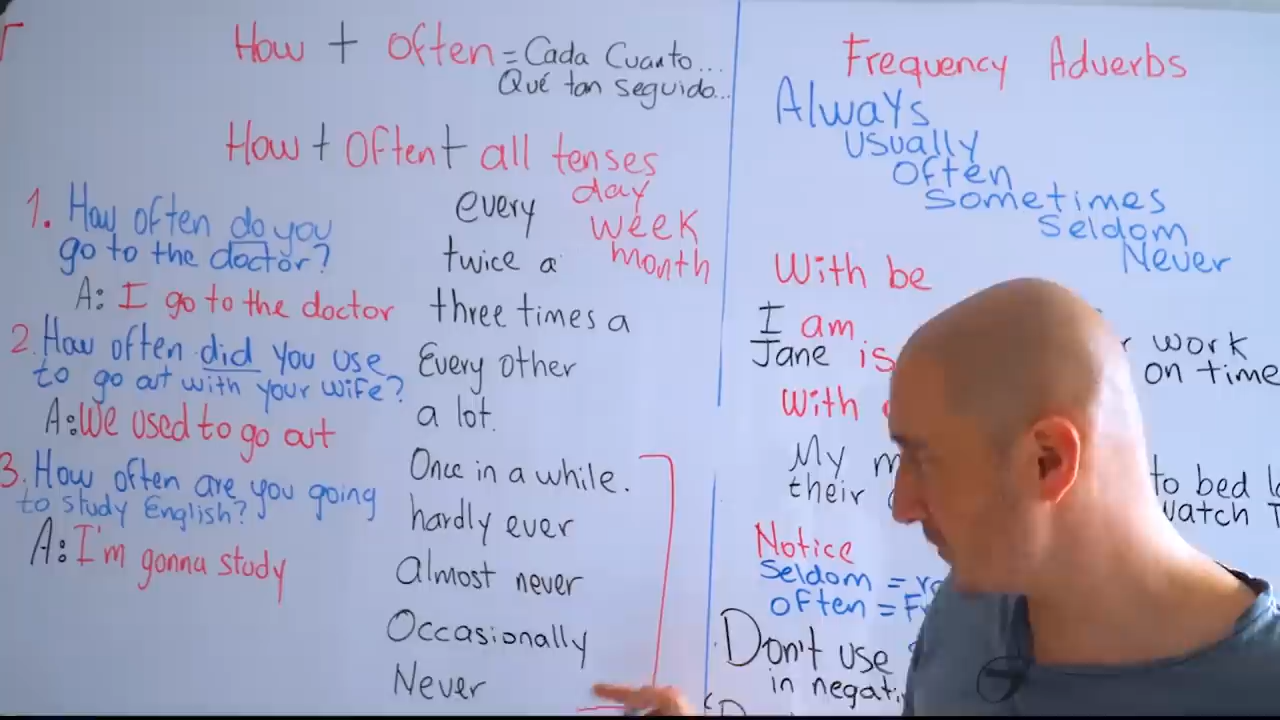 How + Often = Cada Cuanto...
Qué tan seguido...
How + Often + all tenses
1. How often do you
go to the doctor?
A: I go to the doctor
2. How often did you use
to go out with your wife?
A: We used to go out
3. How often are you going
to study English?
A: I'm gonna study
every day
week
month
twice a
three times a
Every other
a lot.
Once in a while.
hardly ever
almost never
Occasionally
Never
Frequency Adverbs
Always
usually
Often
Sometimes
Seldom
Never
With be
I am work
Jane is on time
With
My to bed
their Watch
Notice
Seldom =
Often =
Don't use
in